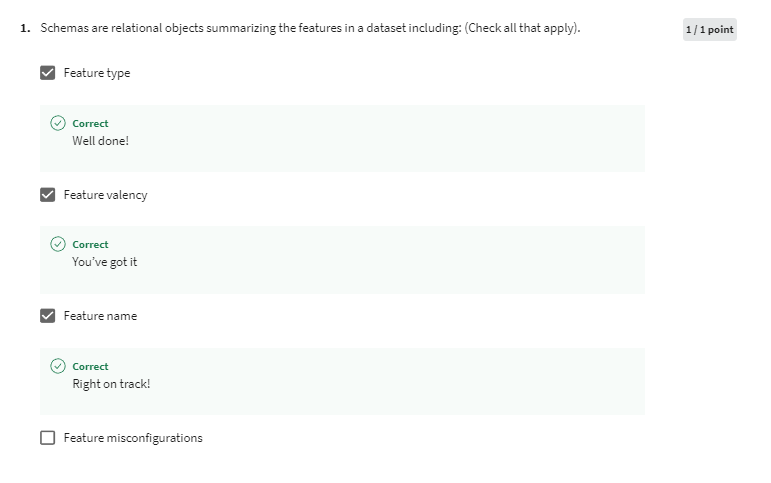 1. Schemas are relational objects summarizing the features in a dataset including: (Check all that apply).
1 / 1 point
Feature type
Correct
Well done!
Feature valency
Correct
You've got it
Feature name
Correct
Right on track!
Feature misconfigurations